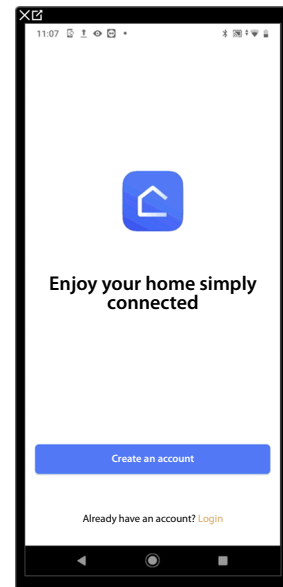 11:07
Enjoy your home simply
connected
Create an account
Already have an account? Login